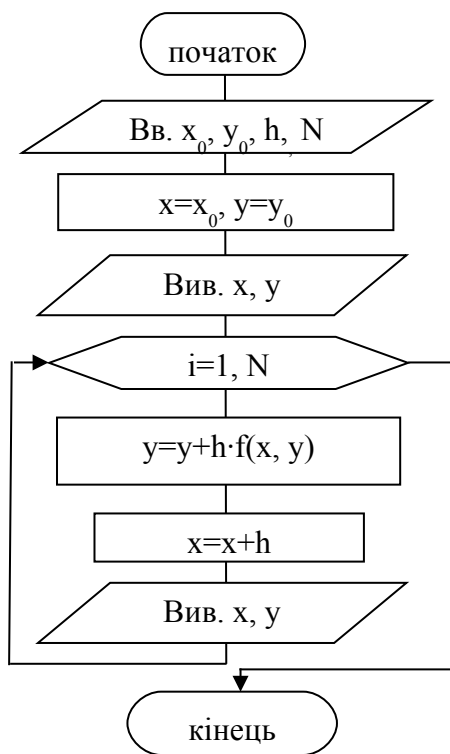 початок
Вв. x₀, y₀, h, N
x=x₀, y=y₀
Вив. x, y
i=1, N
y=y+h·f(x, y)
x=x+h
Вив. x, y
кінець